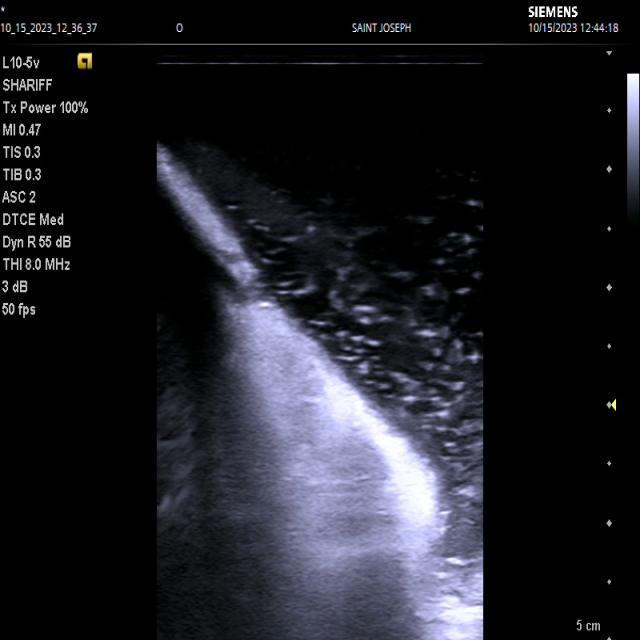 *
SIEMENS
10_15_2023_12_36_37 O SAINT JOSEPH 10/15/2023 12:44:18
L10-5v
SHARIFF
Tx Power 100%
MI 0.47
TIS 0.3
TIB 0.3
ASC 2
DTCE Med
Dyn R 55 dB
THI 8.0 MHz
3 dB
50 fps
5 cm